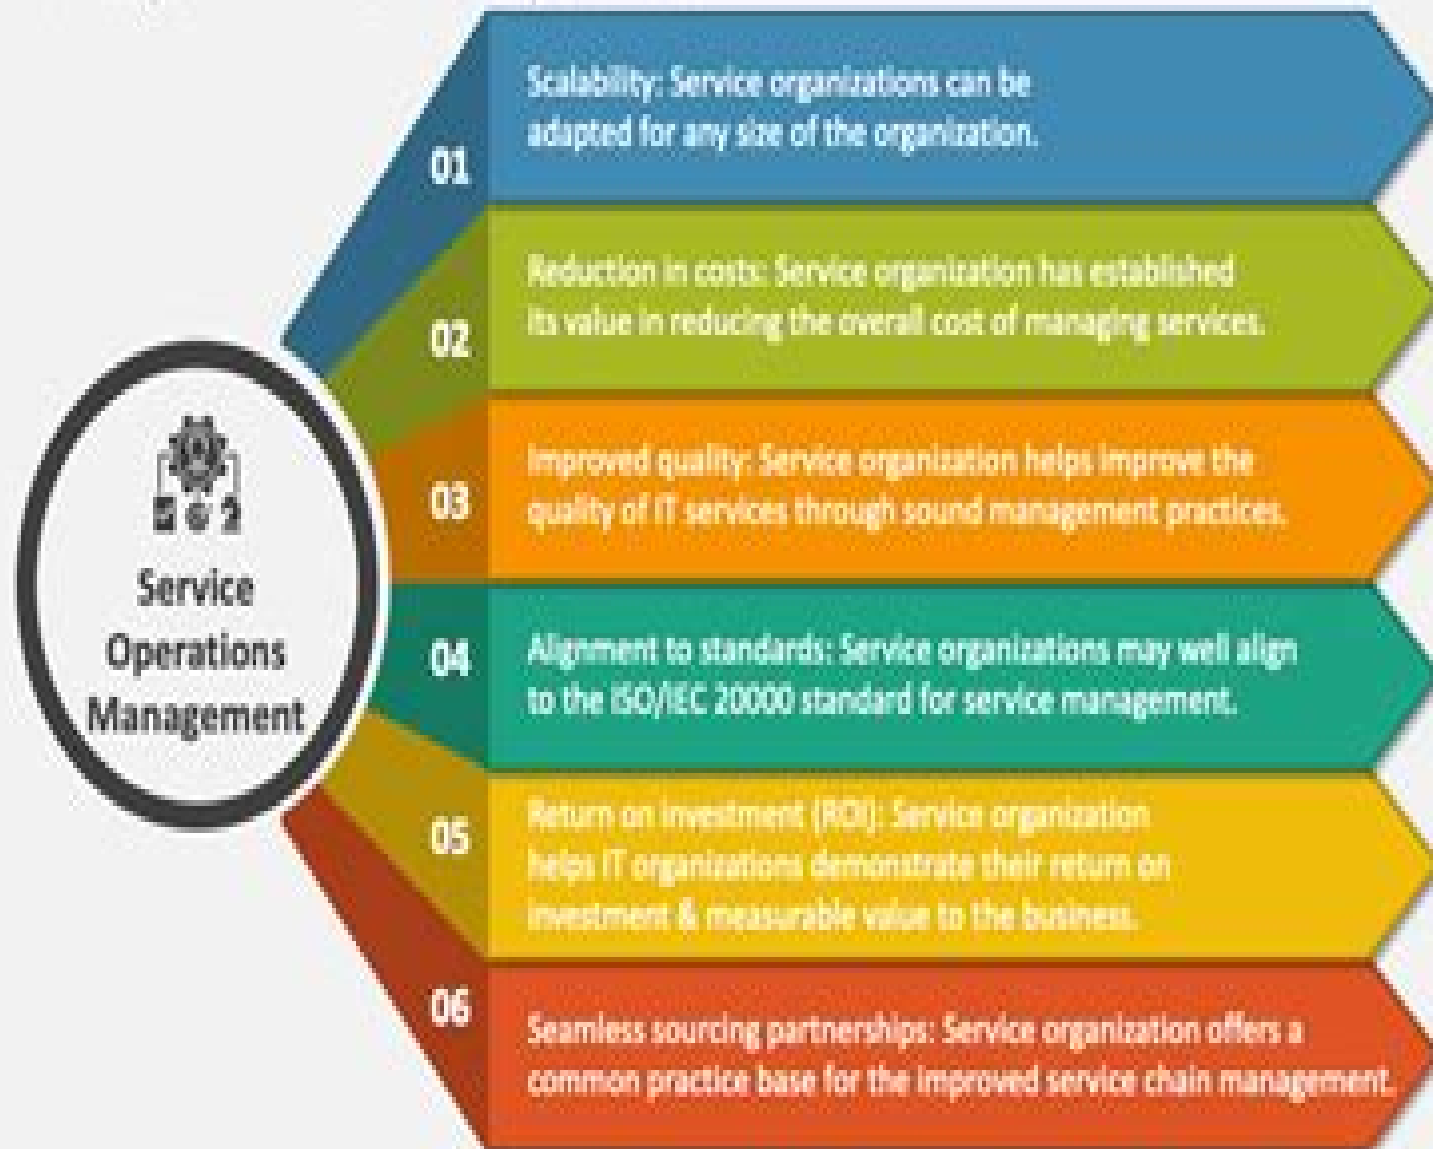 Service
Operations
Management
01
Scalability: Service organizations can be
adapted for any size of the organization.
02
Reduction in costs: Service organization has established
its value in reducing the overall cost of managing services.
03
Improved quality: Service organization helps improve the
quality of IT services through sound management practices.
04
Alignment to standards: Service organizations may well align
to the ISO/IEC 20000 standard for service management.
05
Return on investment (ROI): Service organization
helps IT organizations demonstrate their return on
investment & measurable value to the business.
06
Seamless sourcing partnerships: Service organization offers a
common practice base for the improved service chain management.